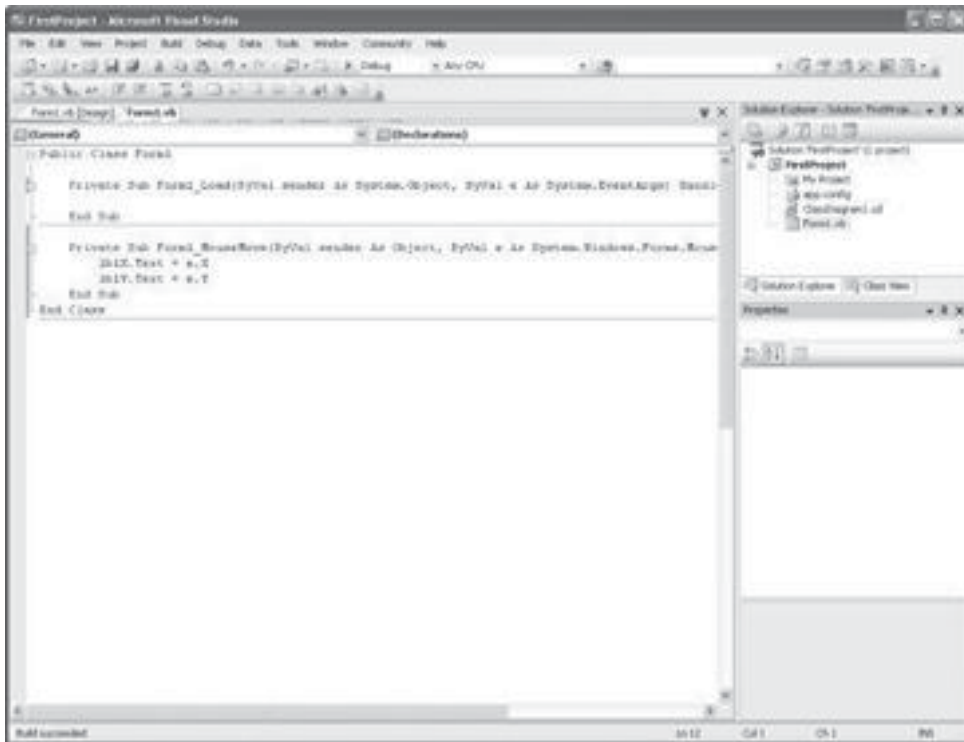 FirstProject - Microsoft Visual Studio
File Edit View Project Build Debug Data Tools Window Community Help
Debug Any CPU
Form1.vb [Design] Form1.vb
(General) (Declarations)
Public Class Form1
Private Sub Form1_Load(ByVal sender As System.Object, ByVal e As System.EventArgs)
End Sub
Private Sub Form1_MouseMove(ByVal sender As Object, ByVal e As System.Windows.Forms.Mouse
lblX.Text = e.X
lblY.Text = e.Y
End Sub
End Class
Solution Explorer - Solution 'FirstProje...
Solution 'FirstProject' (1 project)
FirstProject
My Project
app.config
ClassDiagram1.cd
Form1.vb
Solution Explorer Class View
Properties
Build succeeded Ln 12 Col 1 Ch 1 INS